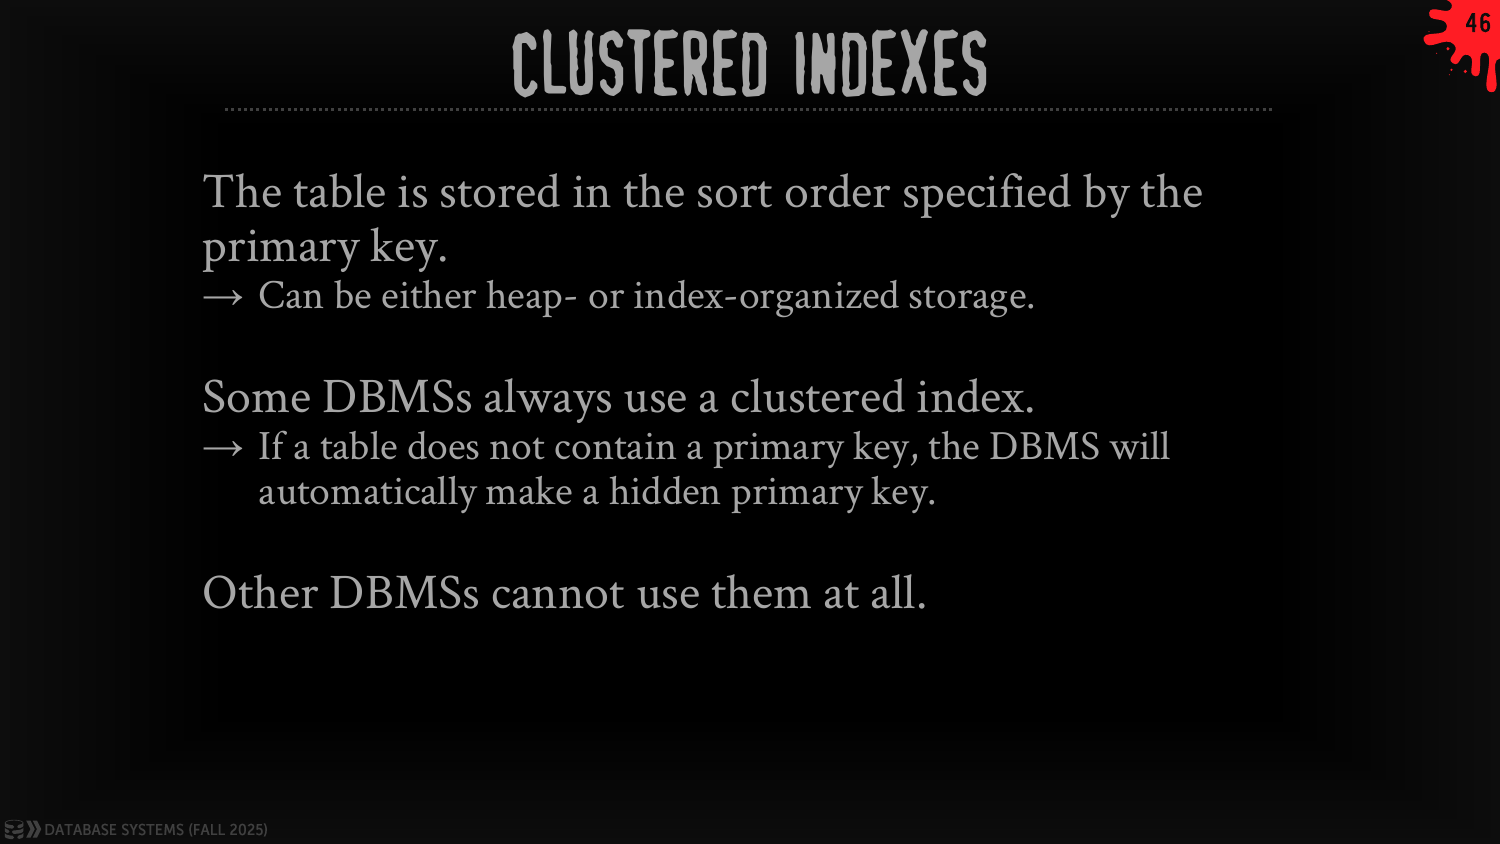 46
CLUSTERED INDEXES
The table is stored in the sort order specified by the
primary key.
→ Can be either heap- or index-organized storage.
Some DBMSs always use a clustered index.
→ If a table does not contain a primary key, the DBMS will
automatically make a hidden primary key.
Other DBMSs cannot use them at all.
DATABASE SYSTEMS (FALL 2025)